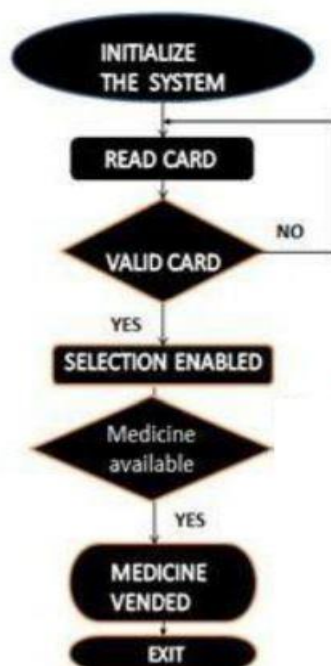 INITIALIZE
THE SYSTEM
READ CARD
NO
VALID CARD
YES
SELECTION ENABLED
Medicine
available
YES
MEDICINE
VENDED
EXIT